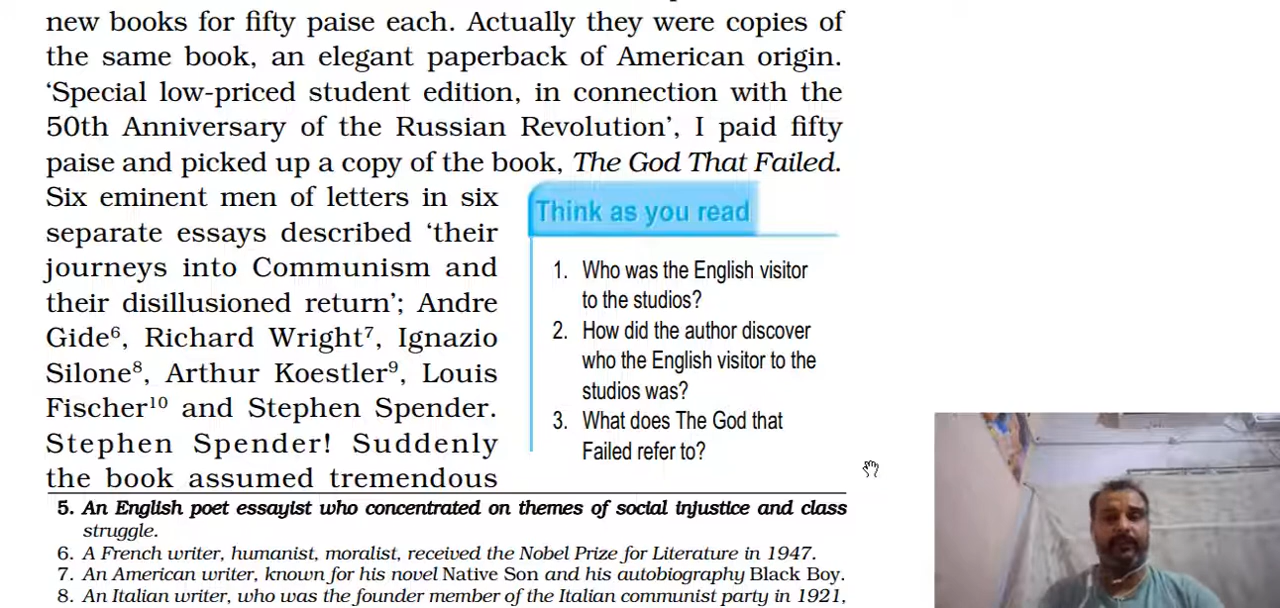 new books for fifty paise each. Actually they were copies of
the same book, an elegant paperback of American origin.
‘Special low-priced student edition, in connection with the
50th Anniversary of the Russian Revolution’, I paid fifty
paise and picked up a copy of the book, The God That Failed.
Six eminent men of letters in six
separate essays described ‘their
journeys into Communism and
their disillusioned return’; Andre
Gide⁶, Richard Wright⁷, Ignazio
Silone⁸, Arthur Koestler⁹, Louis
Fischer¹⁰ and Stephen Spender.
Stephen Spender! Suddenly
the book assumed tremendous
Think as you read
1. Who was the English visitor
to the studios?
2. How did the author discover
who the English visitor to the
studios was?
3. What does The God that
Failed refer to?
5. An English poet essayist who concentrated on themes of social injustice and class
struggle.
6. A French writer, humanist, moralist, received the Nobel Prize for Literature in 1947.
7. An American writer, known for his novel Native Son and his autobiography Black Boy.
8. An Italian writer, who was the founder member of the Italian communist party in 1921,